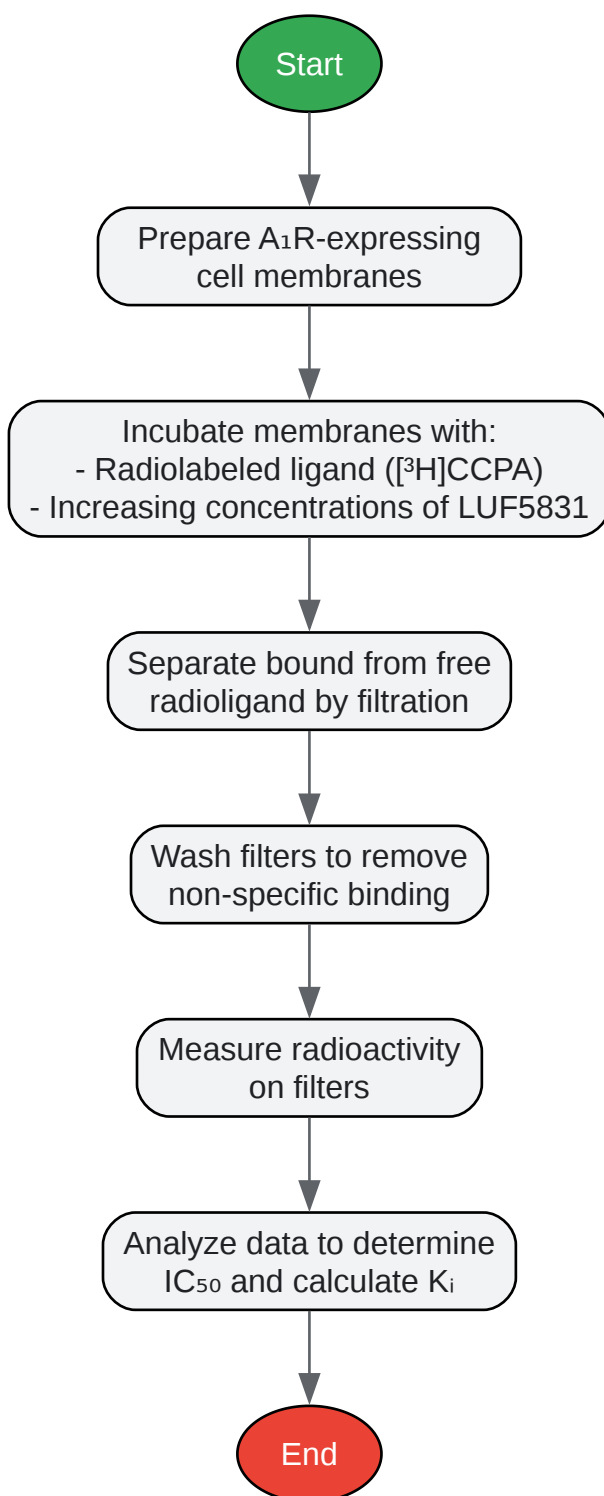 Start
Prepare A₁R-expressing
cell membranes
Incubate membranes with:
- Radiolabeled ligand ([³H]CCPA)
- Increasing concentrations of LUF5831
Separate bound from free
radioligand by filtration
Wash filters to remove
non-specific binding
Measure radioactivity
on filters
Analyze data to determine
IC₅₀ and calculate Kᵢ
End